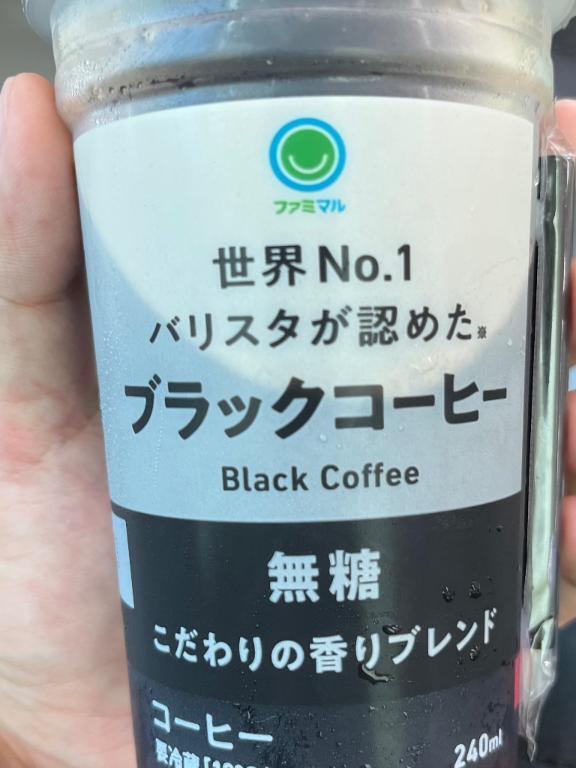 ファミマル
世界No.1
バリスタが認めた※
ブラックコーヒー
Black Coffee
無糖
こだわりの香りブレンド
コーヒー
240ml
要冷蔵